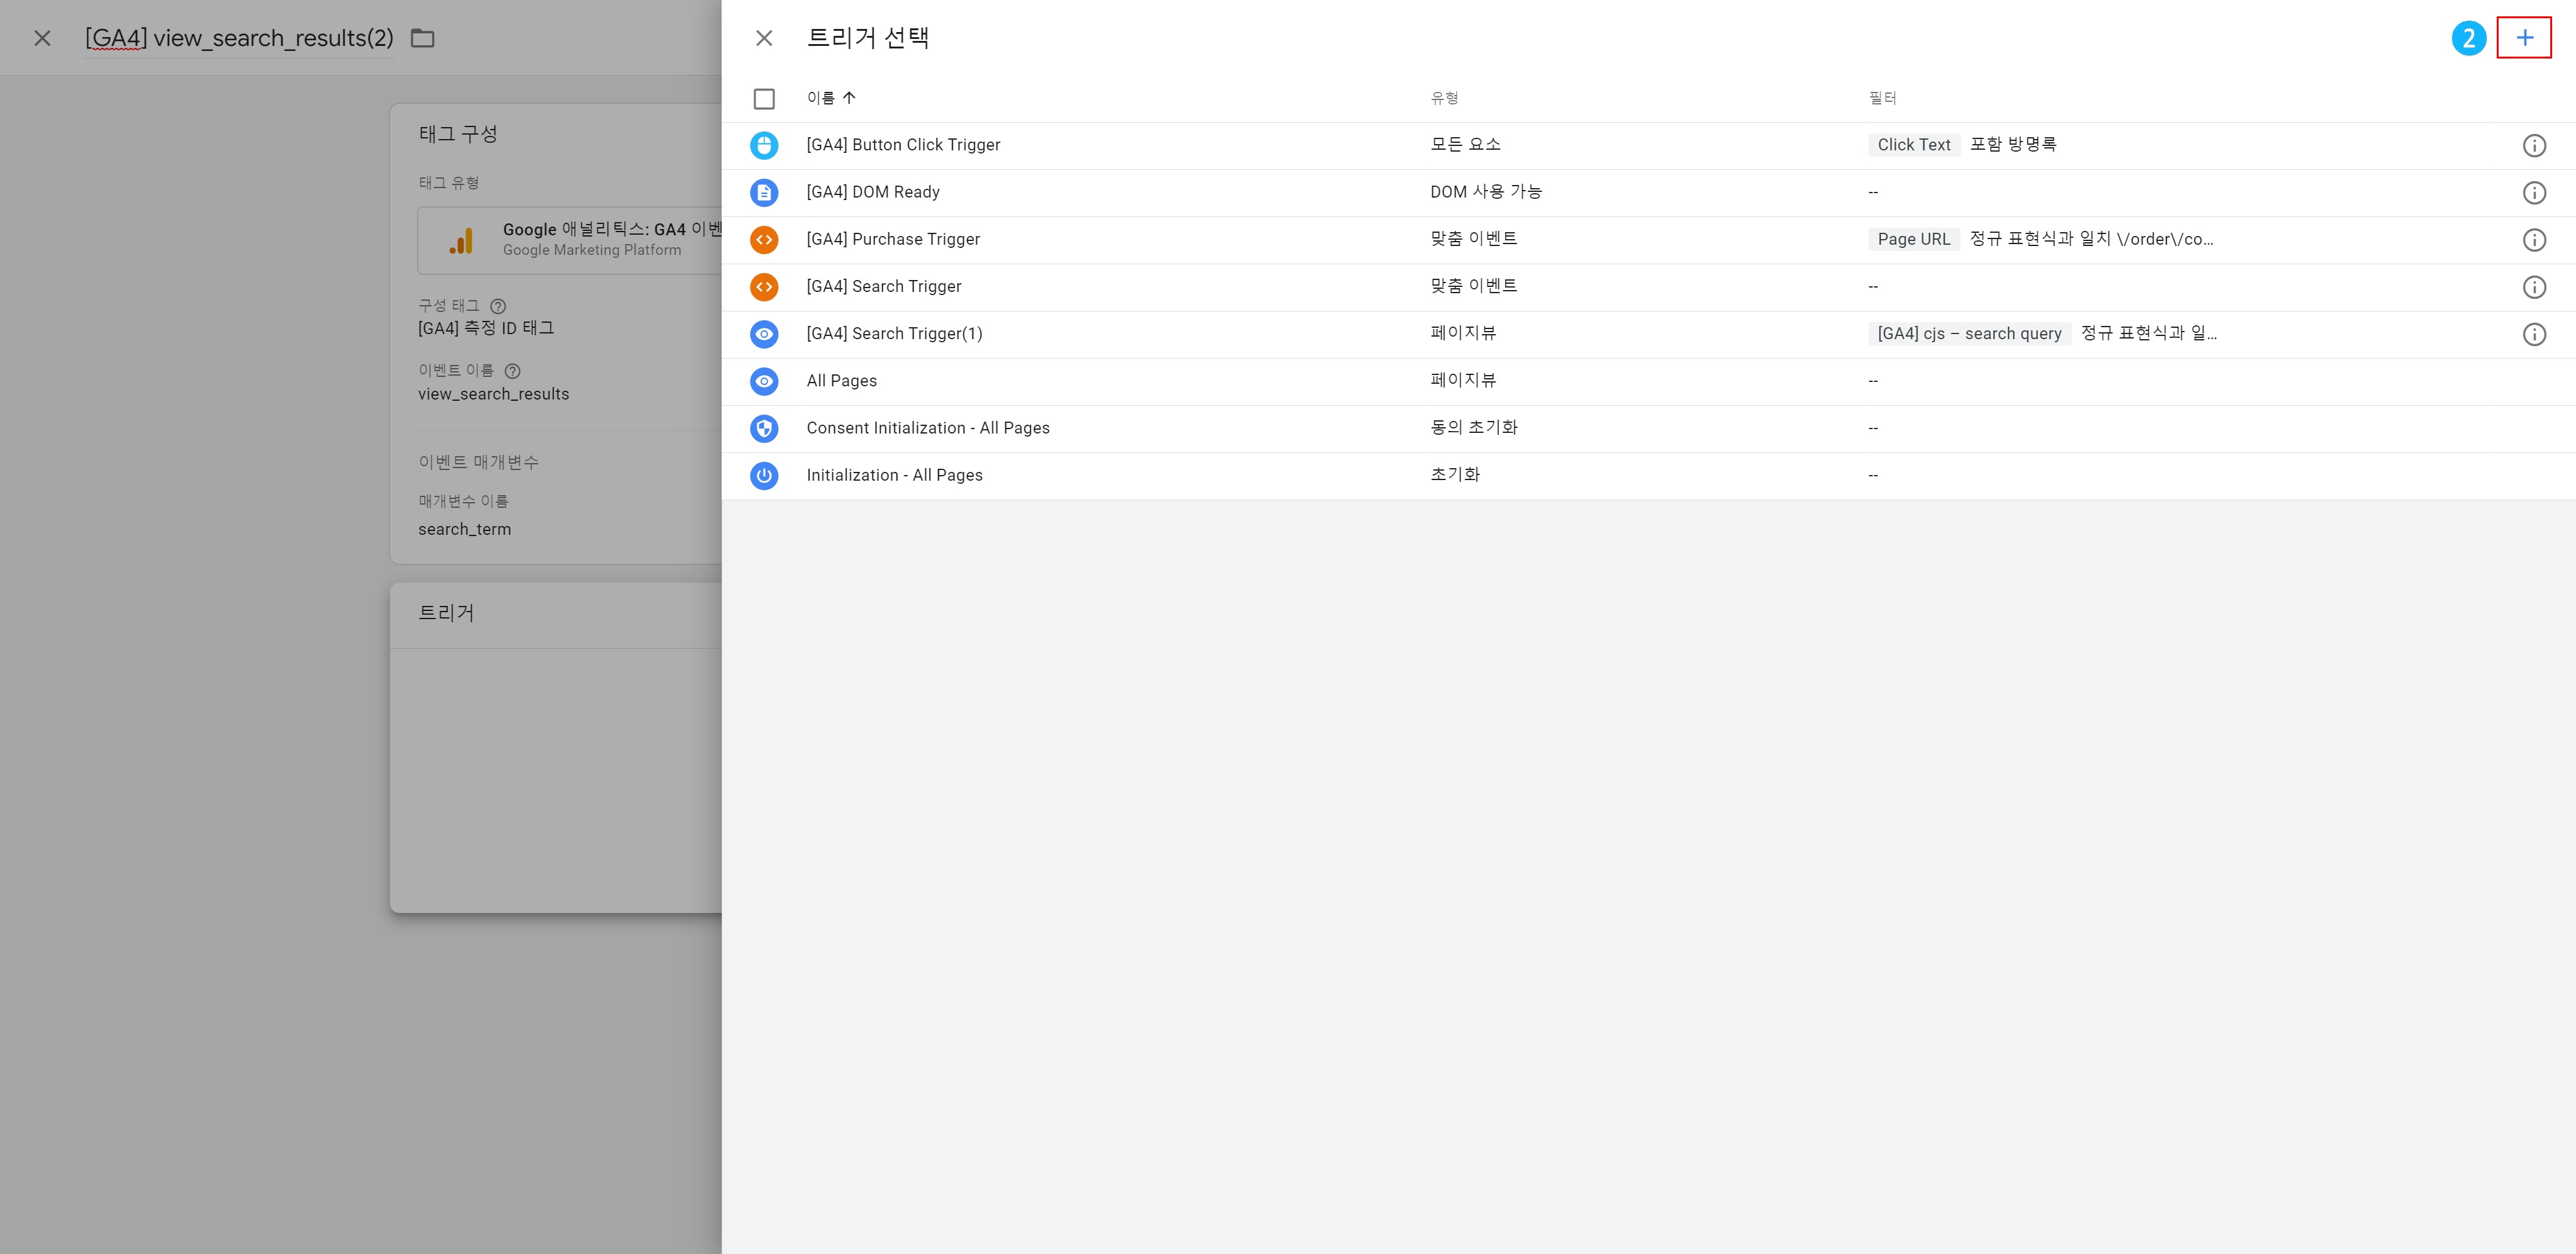 [GA4] view_search_results(2)
태그 구성
태그 유형
Google 애널리틱스: GA4 이벤
Google Marketing Platform
구성 태그
[GA4] 측정 ID 태그
이벤트 이름
view_search_results
이벤트 매개변수
매개변수 이름
search_term
트리거
트리거 선택
2
이름 유형 필터
[GA4] Button Click Trigger 모든 요소 Click Text 포함 방명록
[GA4] DOM Ready DOM 사용 가능 --
[GA4] Purchase Trigger 맞춤 이벤트 Page URL 정규 표현식과 일치 \/order\/co...
[GA4] Search Trigger 맞춤 이벤트 --
[GA4] Search Trigger(1) 페이지뷰 [GA4] cjs – search query 정규 표현식과 일...
All Pages 페이지뷰 --
Consent Initialization - All Pages 동의 초기화 --
Initialization - All Pages 초기화 --